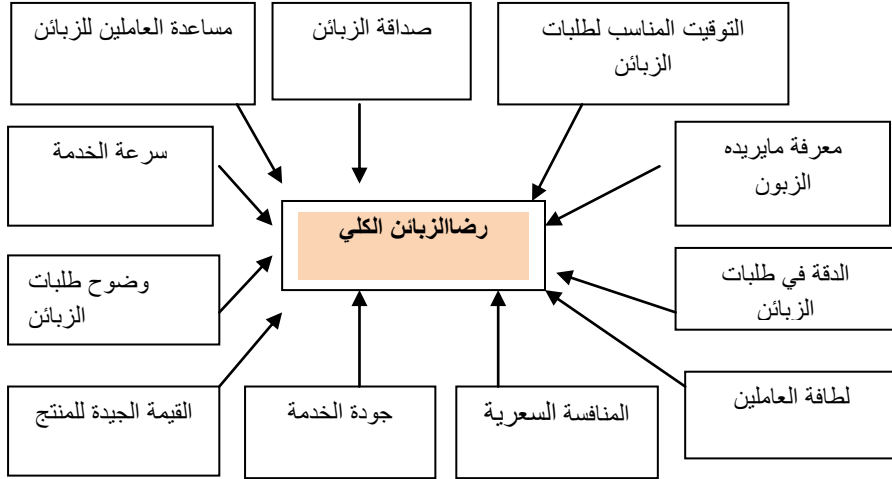 التوقيت المناسب لطلبات
الزبائن
صداقة الزبائن
مساعدة العاملين للزبائن
معرفة مايريده
الزبون
سرعة الخدمة
رضاالزبائن الكلي
الدقة في طلبات
الزبائن
وضوح طلبات
الزبائن
لطافة العاملين
المنافسة السعرية
جودة الخدمة
القيمة الجيدة للمنتج